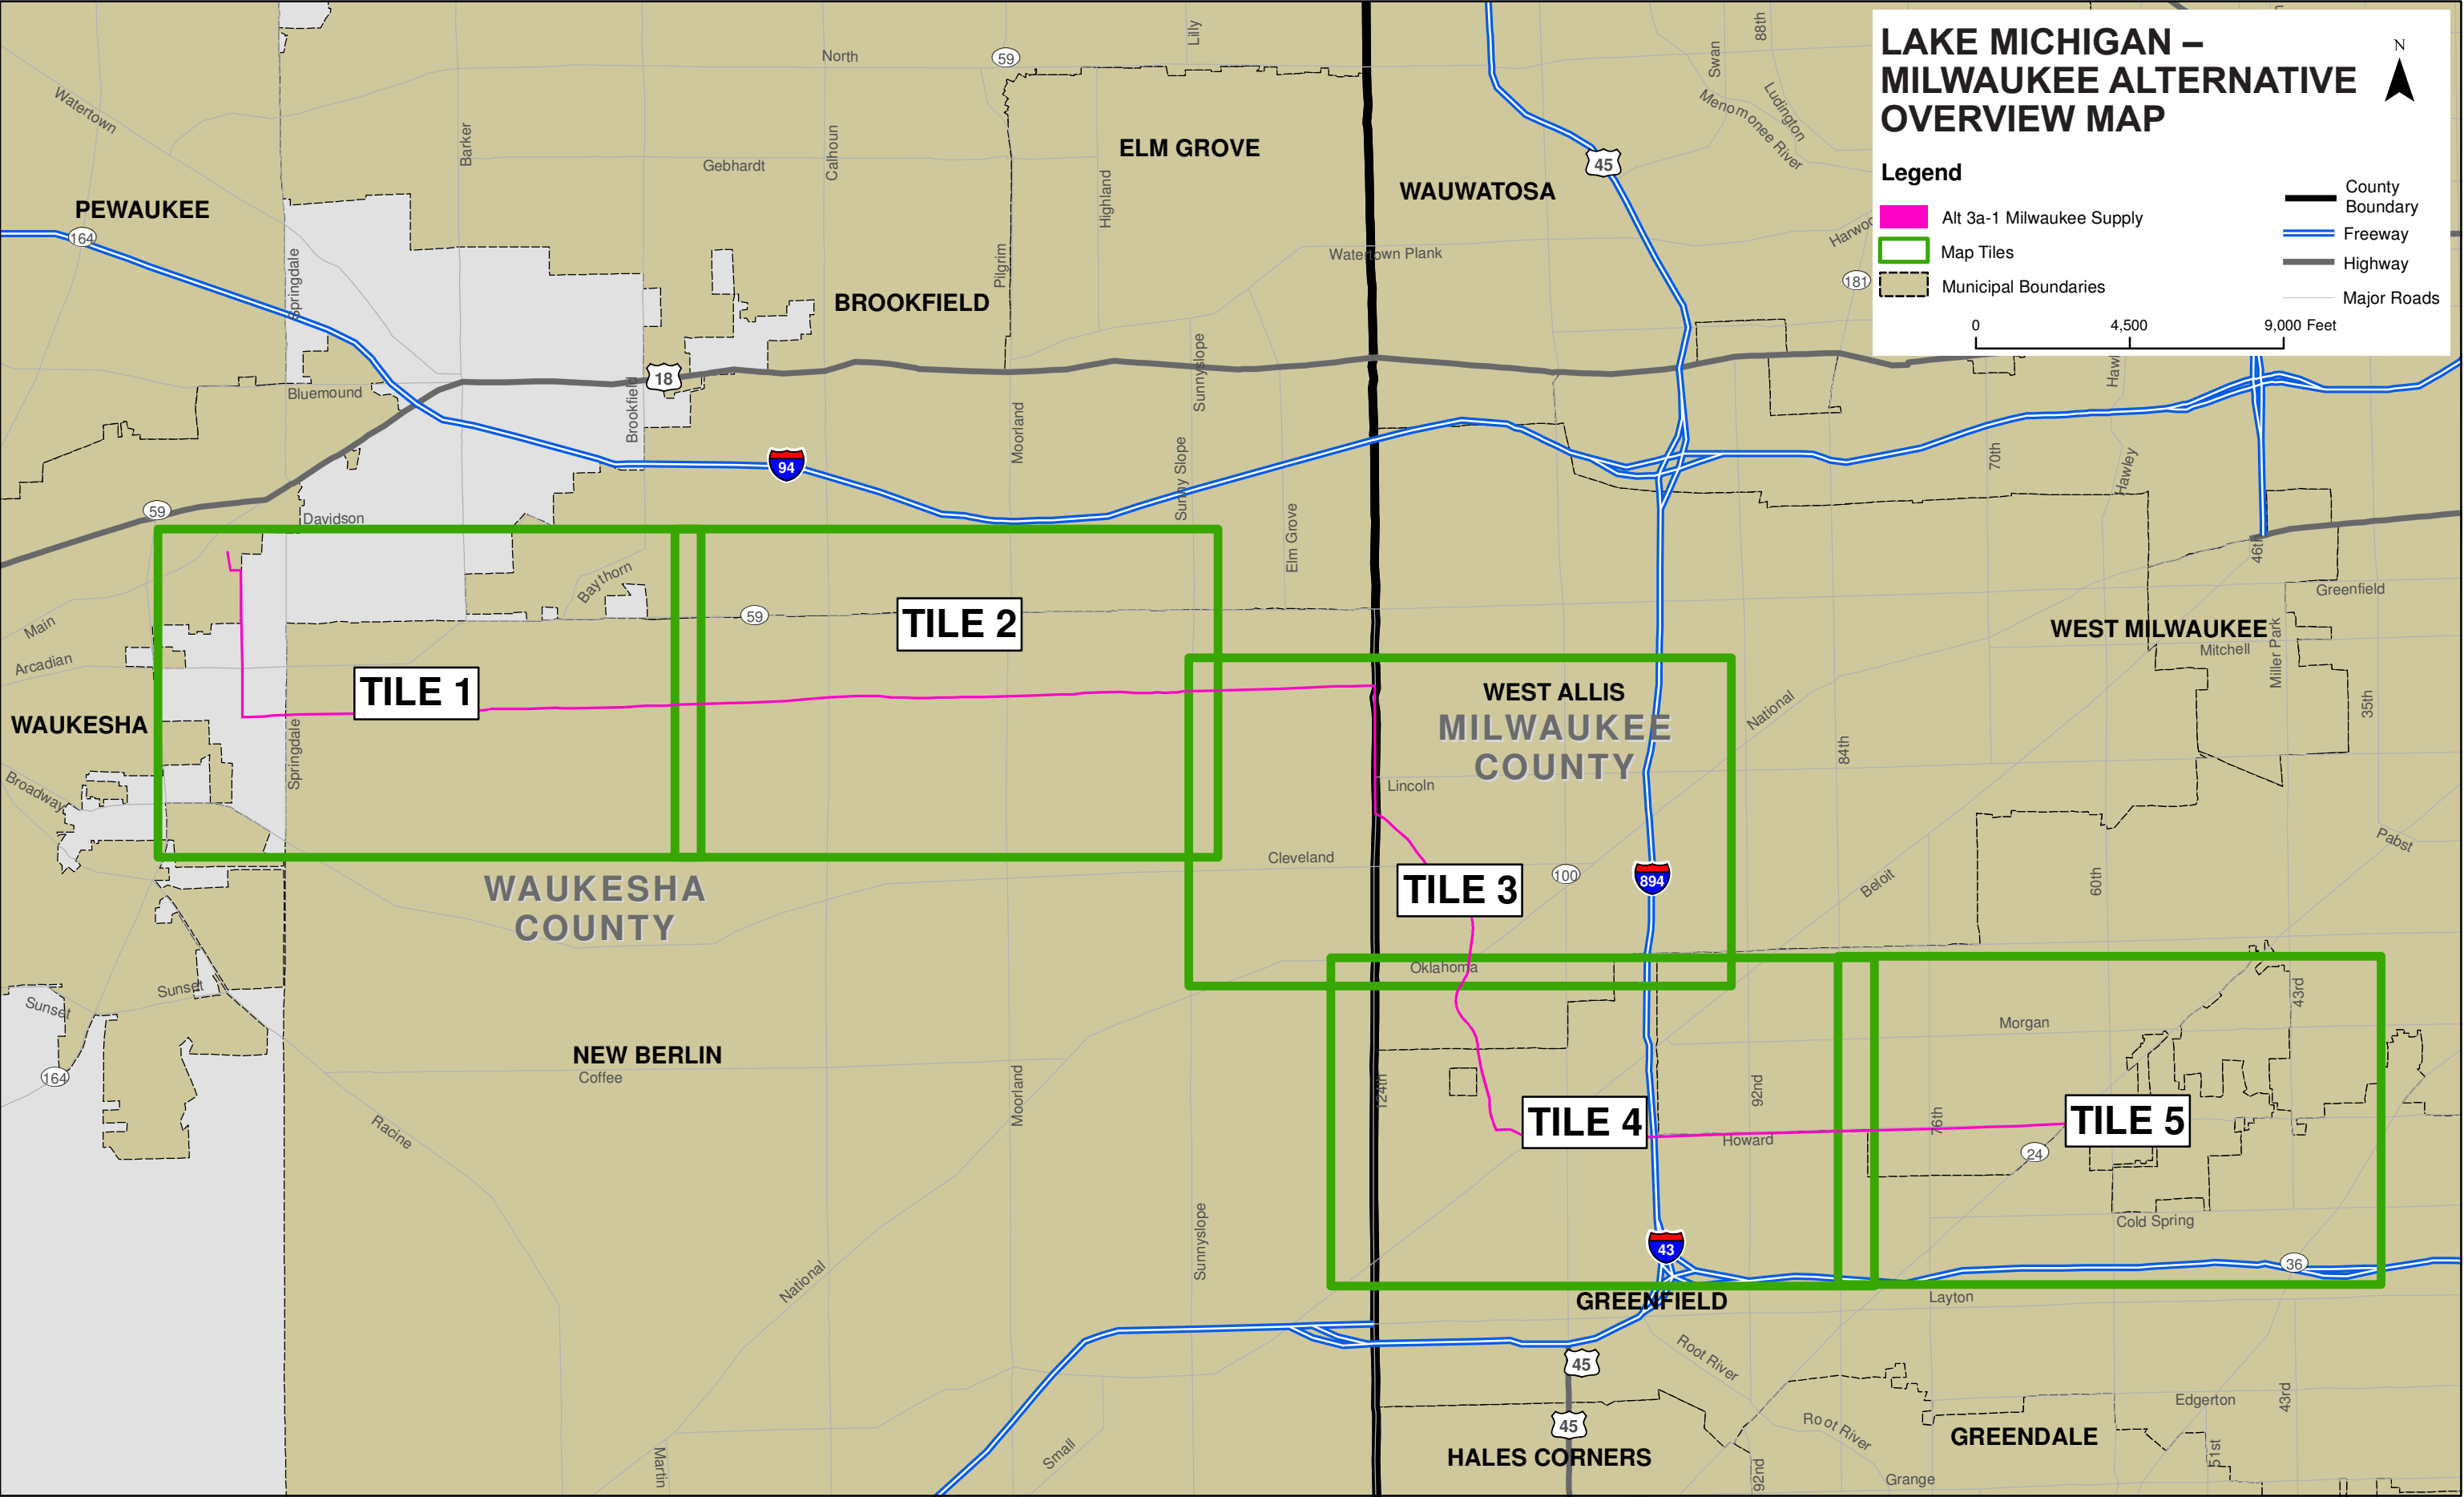 LAKE MICHIGAN –
MILWAUKEE ALTERNATIVE
OVERVIEW MAP
N
Legend
Alt 3a-1 Milwaukee Supply
Map Tiles
Municipal Boundaries
County
Boundary
Freeway
Highway
Major Roads
0 4,500 9,000 Feet
North
59
Lilly
Swan
88th
Ludington
Menomonee River
Watertown
Barker
Gebhardt
Calhoun
ELM GROVE
Highland
WAUWATOSA
45
PEWAUKEE
164
Springdale
Pilgrim
Watertown Plank
Harwoo
181
BROOKFIELD
18
Bluemound
Brookfield
Sunnyslope
Moorland
Hawl
Hawley
70th
94
Sunny Slope
59
Davidson
Elm Grove
46th
Baythorn
59
TILE 2
Greenfield
Main
Arcadian
WEST MILWAUKEE
Mitchell
Miller Park
35th
TILE 1
WEST ALLIS
MILWAUKEE
COUNTY
National
84th
WAUKESHA
Springdale
Broadway
Lincoln
Pabst
Cleveland
TILE 3
100
894
Beloit
60th
WAUKESHA
COUNTY
Oklahoma
Sunset
Sunset
43rd
Morgan
NEW BERLIN
Coffee
164
Moorland
124th
92nd
76th
TILE 4
TILE 5
Howard
24
Racine
Cold Spring
Sunnyslope
43
36
National
GREENFIELD
Layton
Root River
45
45
Edgerton
43rd
Root River
GREENDALE
HALES CORNERS
Small
Martin
92nd
Grange
51st